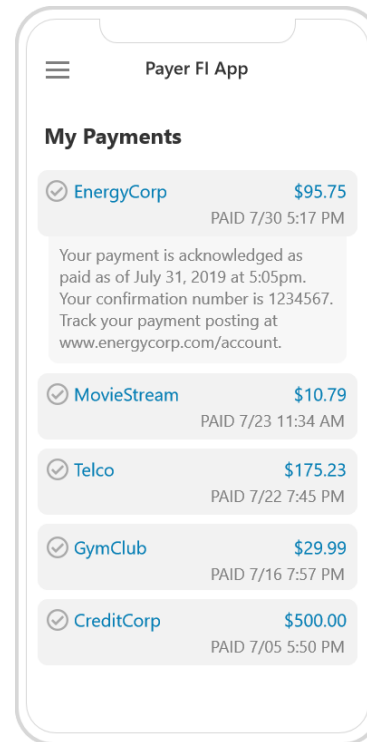 Payer FI App
My Payments
EnergyCorp $95.75
PAID 7/30 5:17 PM
Your payment is acknowledged as
paid as of July 31, 2019 at 5:05pm.
Your confirmation number is 1234567.
Track your payment posting at
www.energycorp.com/account.
MovieStream $10.79
PAID 7/23 11:34 AM
Telco $175.23
PAID 7/22 7:45 PM
GymClub $29.99
PAID 7/16 7:57 PM
CreditCorp $500.00
PAID 7/05 5:50 PM